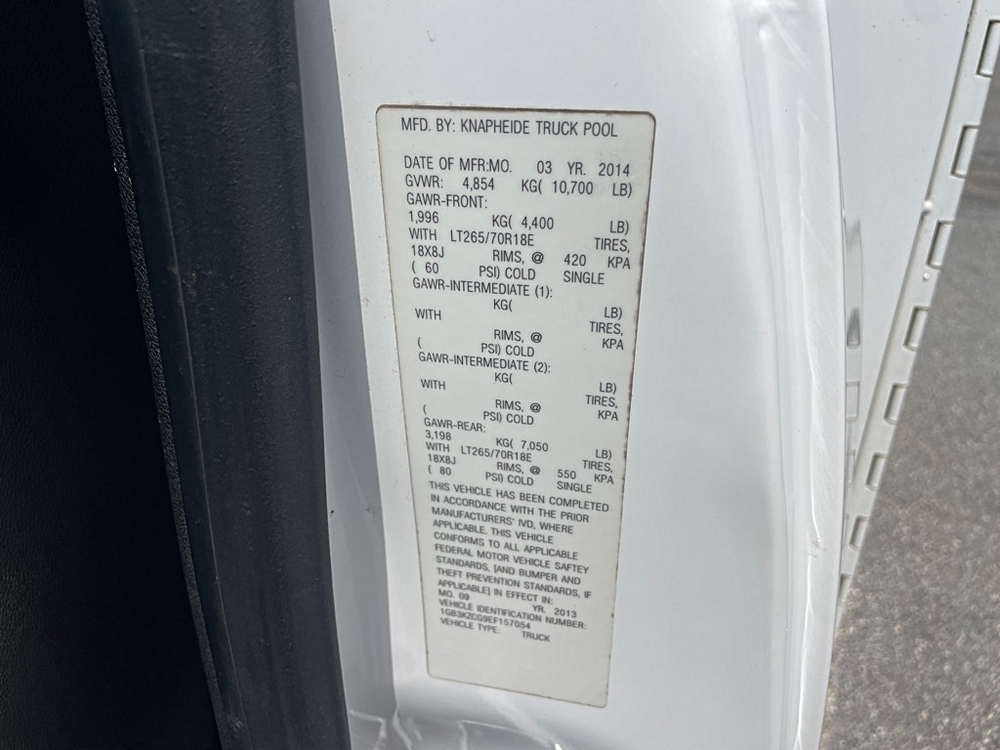 MFD. BY: KNAPHEIDE TRUCK POOL
DATE OF MFR:MO. 03 YR. 2014
GVWR: 4,854 KG( 10,700 LB)
GAWR-FRONT:
1,996 KG( 4,400 LB)
WITH LT265/70R18E TIRES,
18X8J RIMS, @ 420 KPA
( 60 PSI) COLD SINGLE
GAWR-INTERMEDIATE (1):
KG( LB)
WITH TIRES,
RIMS, @ KPA
( PSI) COLD
GAWR-INTERMEDIATE (2):
KG( LB)
WITH TIRES,
RIMS, @ KPA
( PSI) COLD
GAWR-REAR:
3,198 KG( 7,050 LB)
WITH LT265/70R18E TIRES,
18X8J RIMS, @ 550 KPA
( 80 PSI) COLD SINGLE
THIS VEHICLE HAS BEEN COMPLETED
IN ACCORDANCE WITH THE PRIOR
MANUFACTURERS' IVD, WHERE
APPLICABLE. THIS VEHICLE
CONFORMS TO ALL APPLICABLE
FEDERAL MOTOR VEHICLE SAFTEY
STANDARDS, [AND BUMPER AND
THEFT PREVENTION STANDARDS, IF
APPLICABLE] IN EFFECT IN:
MO. 09 YR. 2013
VEHICLE IDENTIFICATION NUMBER:
1GB3KZCG9EF157054
VEHICLE TYPE: TRUCK